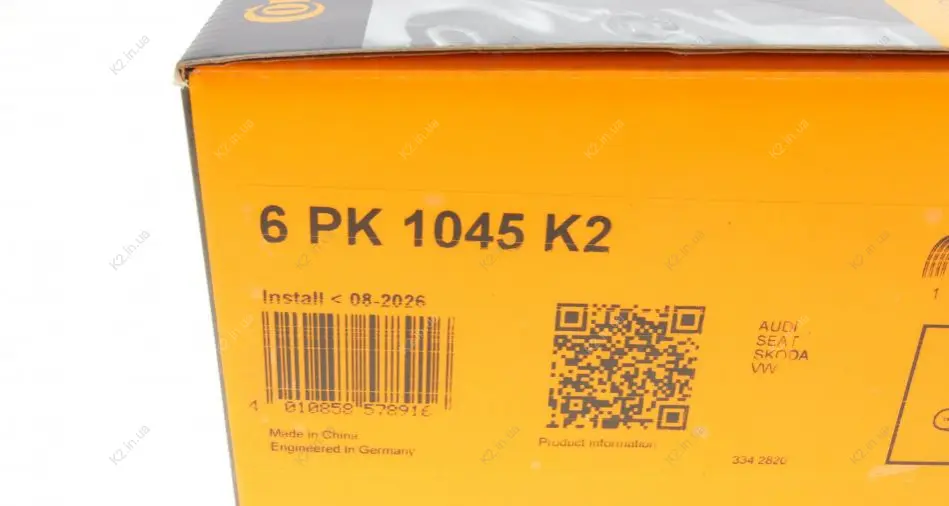 6 PK 1045 K2
Install < 08-2026
4 010858 578916
Made in China
Engineered in Germany
Product information
AUDI
SEAT
SKODA
VW
334 2820
1
K2.in.ua